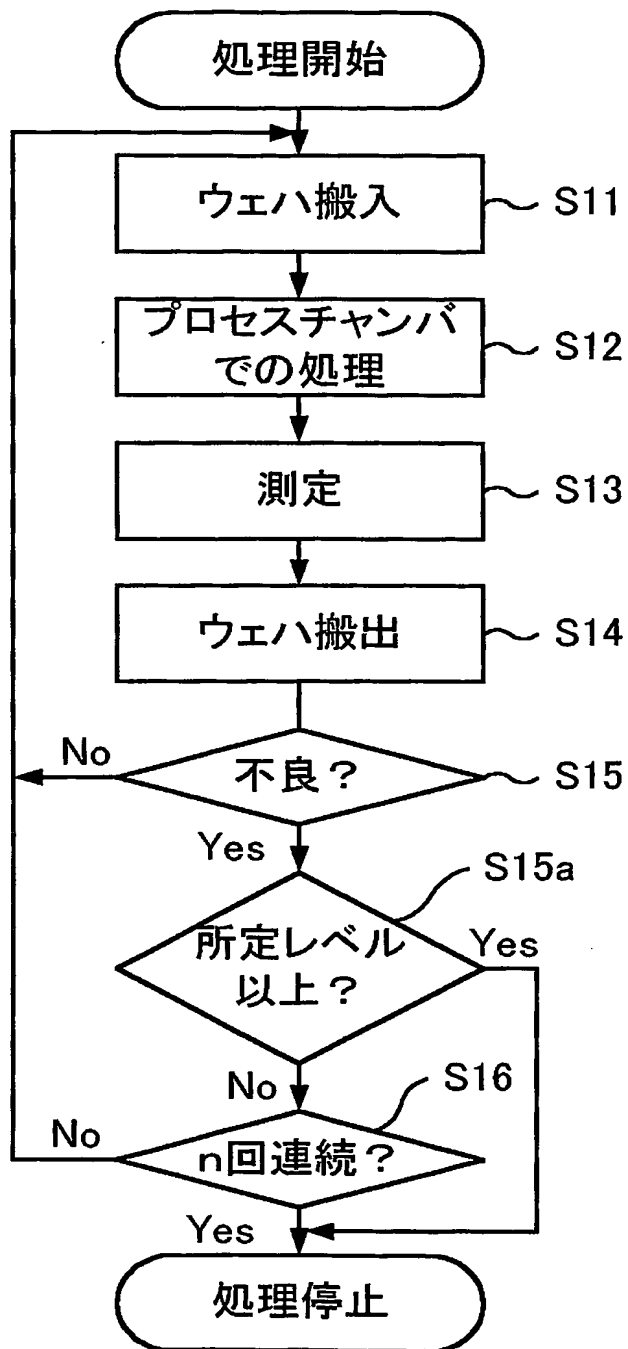 処理開始
ウェハ搬入
S11
プロセスチャンバ
での処理
S12
測定
S13
ウェハ搬出
S14
No
不良？
S15
Yes
S15a
所定レベル
以上？
Yes
No
S16
No
n回連続？
Yes
処理停止